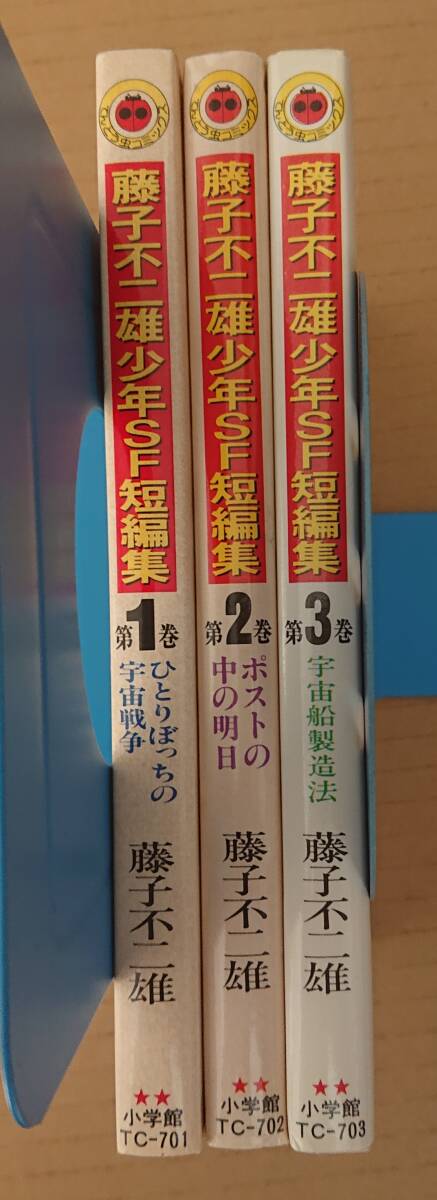 てんとう虫コミックス
藤子不二雄少年SF短編集
第1巻
ひとりぼっちの
宇宙戦争
藤子不二雄
小学館
TC-701
てんとう虫コミックス
藤子不二雄少年SF短編集
第2巻
ポストの
中の明日
藤子不二雄
小学館
TC-702
てんとう虫コミックス
藤子不二雄少年SF短編集
第3巻
宇宙船製造法
藤子不二雄
小学館
TC-703